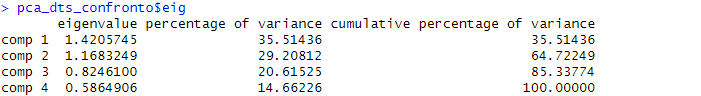 > pca_dts_confronto$eig
eigenvalue percentage of variance cumulative percentage of variance
comp 1 1.4205745 35.51436 35.51436
comp 2 1.1683249 29.20812 64.72249
comp 3 0.8246100 20.61525 85.33774
comp 4 0.5864906 14.66226 100.00000